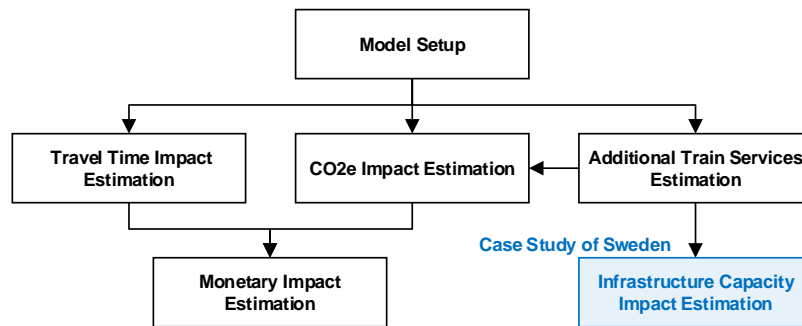 Model Setup
Travel Time Impact
Estimation
CO2e Impact Estimation
Additional Train Services
Estimation
Case Study of Sweden
Monetary Impact
Estimation
Infrastructure Capacity
Impact Estimation